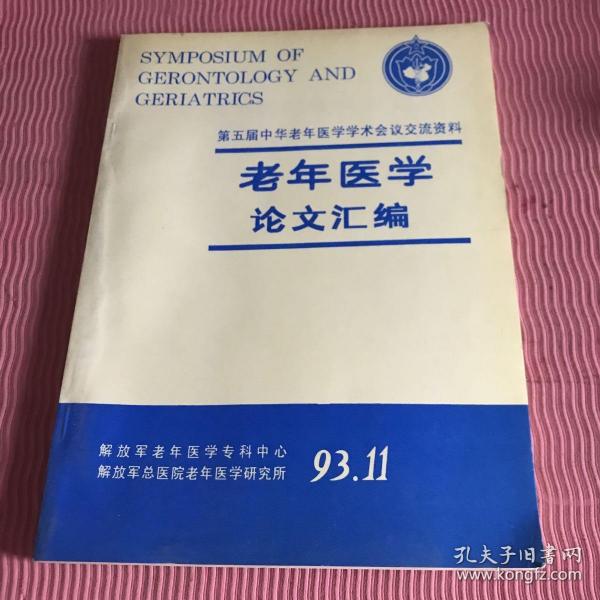 SYMPOSIUM OF
GERONTOLOGY AND
GERIATRICS
第五届中华老年医学学术会议交流资料
老年医学
论文汇编
解放军老年医学专科中心
解放军总医院老年医学研究所
93.11
孔夫子旧書网
www.kongfz.com